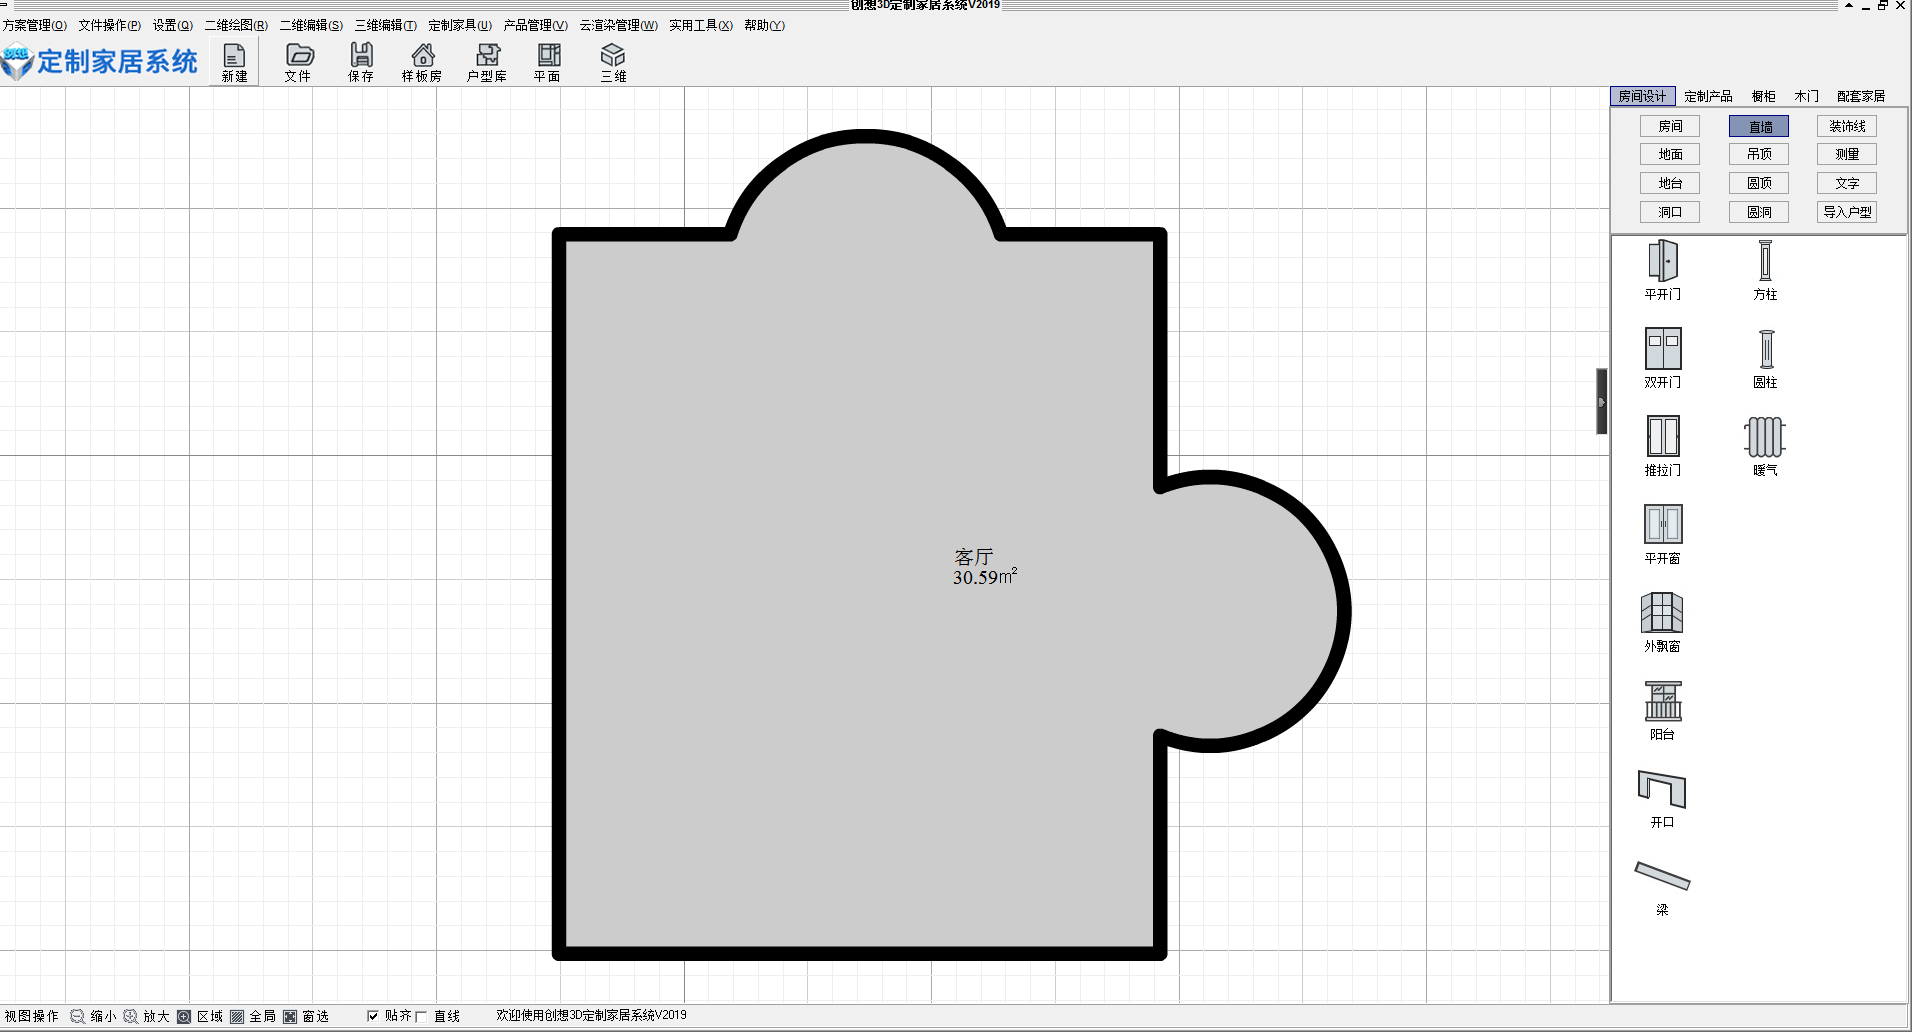 创想3D定制家居系统V2019
方案管理(O) 文件操作(P) 设置(Q) 二维绘图(R) 二维编辑(S) 三维编辑(T) 定制家具(U) 产品管理(V) 云渲染管理(W) 实用工具(X) 帮助(Y)
创想 定制家居系统
新建 文件 保存 样板房 户型库 平面 三维
房间设计 定制产品 橱柜 木门 配套家居
房间 直墙 装饰线
地面 吊顶 测量
地台 圆顶 文字
洞口 圆洞 导入户型
平开门 方柱
双开门 圆柱
推拉门 暖气
平开窗
外飘窗
阳台
开口
梁
客厅
30.59㎡
视图操作 缩小 放大 区域 全局 窗选 贴齐 直线 欢迎使用创想3D定制家居系统V2019